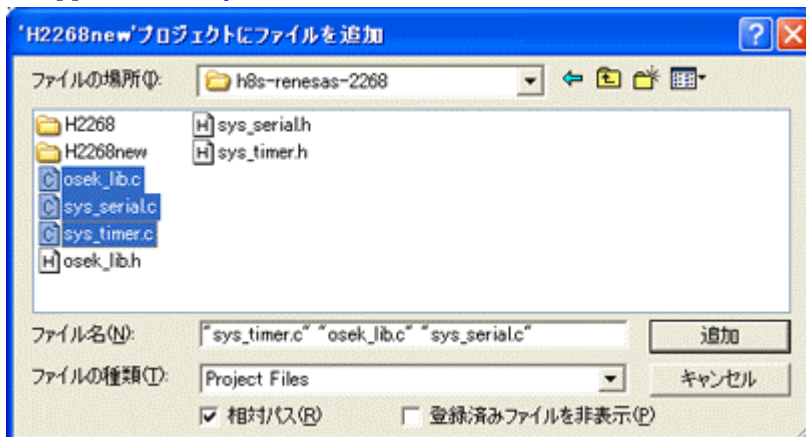 'H2268new'プロジェクトにファイルを追加
ファイルの場所(I):
h8s-renesas-2268
H2268
H2268new
osek_lib.c
sys_serial.c
sys_timer.c
osek_lib.h
sys_serial.h
sys_timer.h
ファイル名(N):
"sys_timer.c" "osek_lib.c" "sys_serial.c"
追加
ファイルの種類(T):
Project Files
キャンセル
相対パス(R)
登録済みファイルを非表示(P)